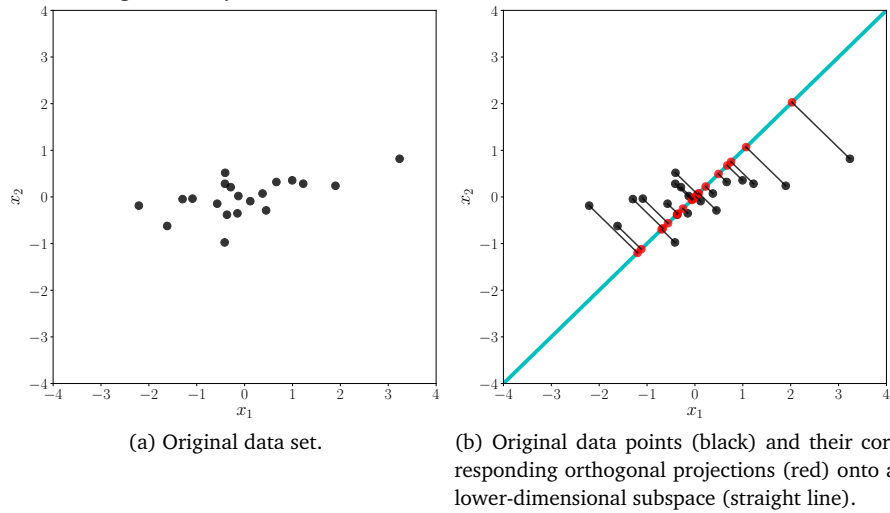 4
3
2
1
0
−1
−2
−3
−4
x2
−4 −3 −2 −1 0 1 2 3 4
x1
(a) Original data set.
4
3
2
1
0
−1
−2
−3
−4
x2
−4 −3 −2 −1 0 1 2 3 4
x1
(b) Original data points (black) and their cor-
responding orthogonal projections (red) onto a
lower-dimensional subspace (straight line).